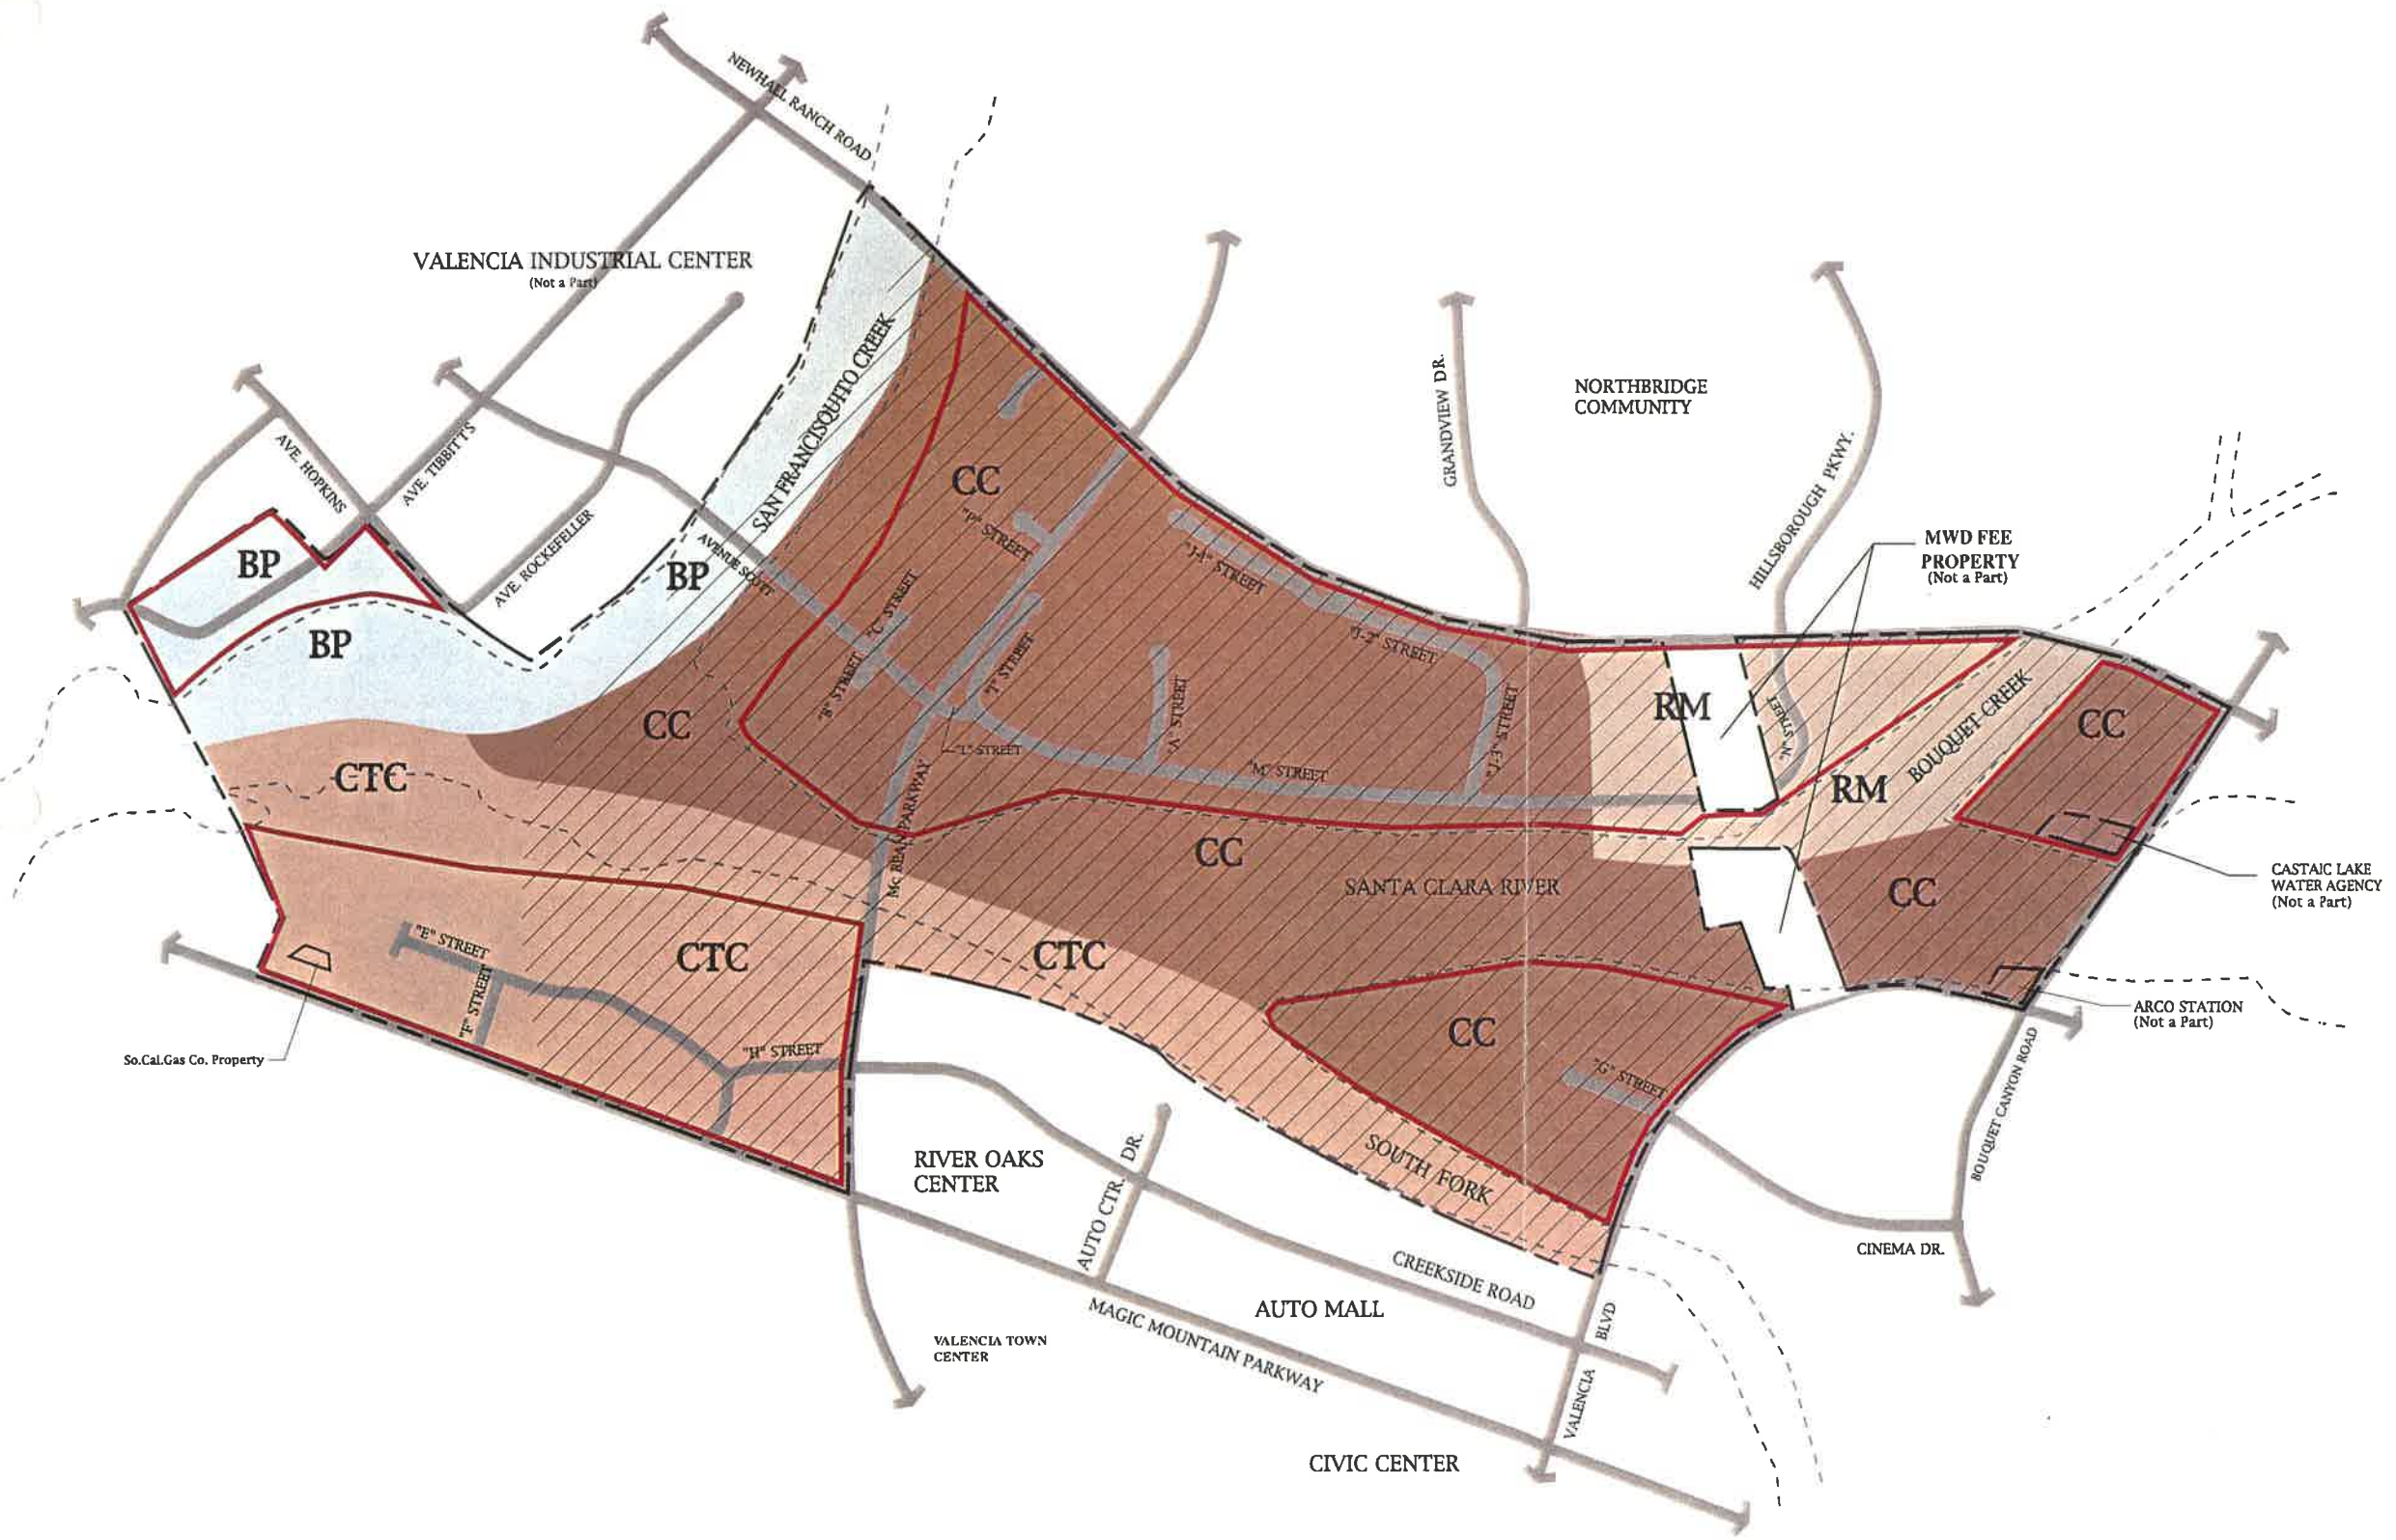 NEWHALL RANCH ROAD
VALENCIA INDUSTRIAL CENTER
(Not a Part)
SAN FRANCISQUITO CREEK
AVE. HOPKINS
AVE. TIBBITTS
AVE. ROCKEFELLER
AVENUE SCOTT
BP
BP
BP
CC
"P" STREET
"C" STREET
"B" STREET
"T" STREET
"L" STREET
"A" STREET
"M" STREET
"J-1" STREET
"J-2" STREET
GRANDVIEW DR.
NORTHBRIDGE
COMMUNITY
HILLSBOROUGH PKWY.
MWD FEE
PROPERTY
(Not a Part)
RM
"N" STREET
RM
BOUQUET CREEK
CC
CC
CTC
Mc BEAN PARKWAY
CC
SANTA CLARA RIVER
CC
CASTAIC LAKE
WATER AGENCY
(Not a Part)
ARCO STATION
(Not a Part)
CTC
CTC
"E" STREET
"F" STREET
"H" STREET
So.Cal.Gas Co. Property
CC
"G" STREET
SOUTH FORK
BOUQUET CANYON ROAD
CINEMA DR.
RIVER OAKS
CENTER
AUTO CTR. DR.
CREEKSIDE ROAD
AUTO MALL
MAGIC MOUNTAIN PARKWAY
VALENCIA TOWN
CENTER
VALENCIA BLVD
CIVIC CENTER